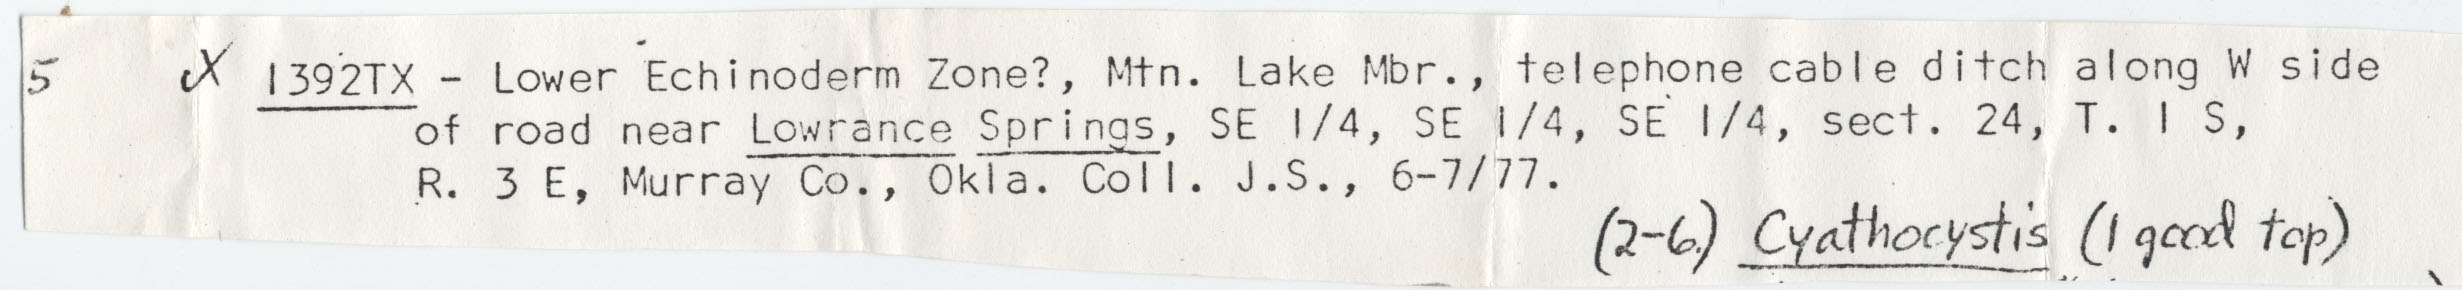 5 X 1392TX - Lower Echinoderm Zone?, Mtn. Lake Mbr., telephone cable ditch along W side
of road near Lowrance Springs, SE 1/4, SE 1/4, SE 1/4, sect. 24, T. 1 S,
R. 3 E, Murray Co., Okla. Coll. J.S., 6-7/77.
(2-6) Cyathocystis (1 good top)